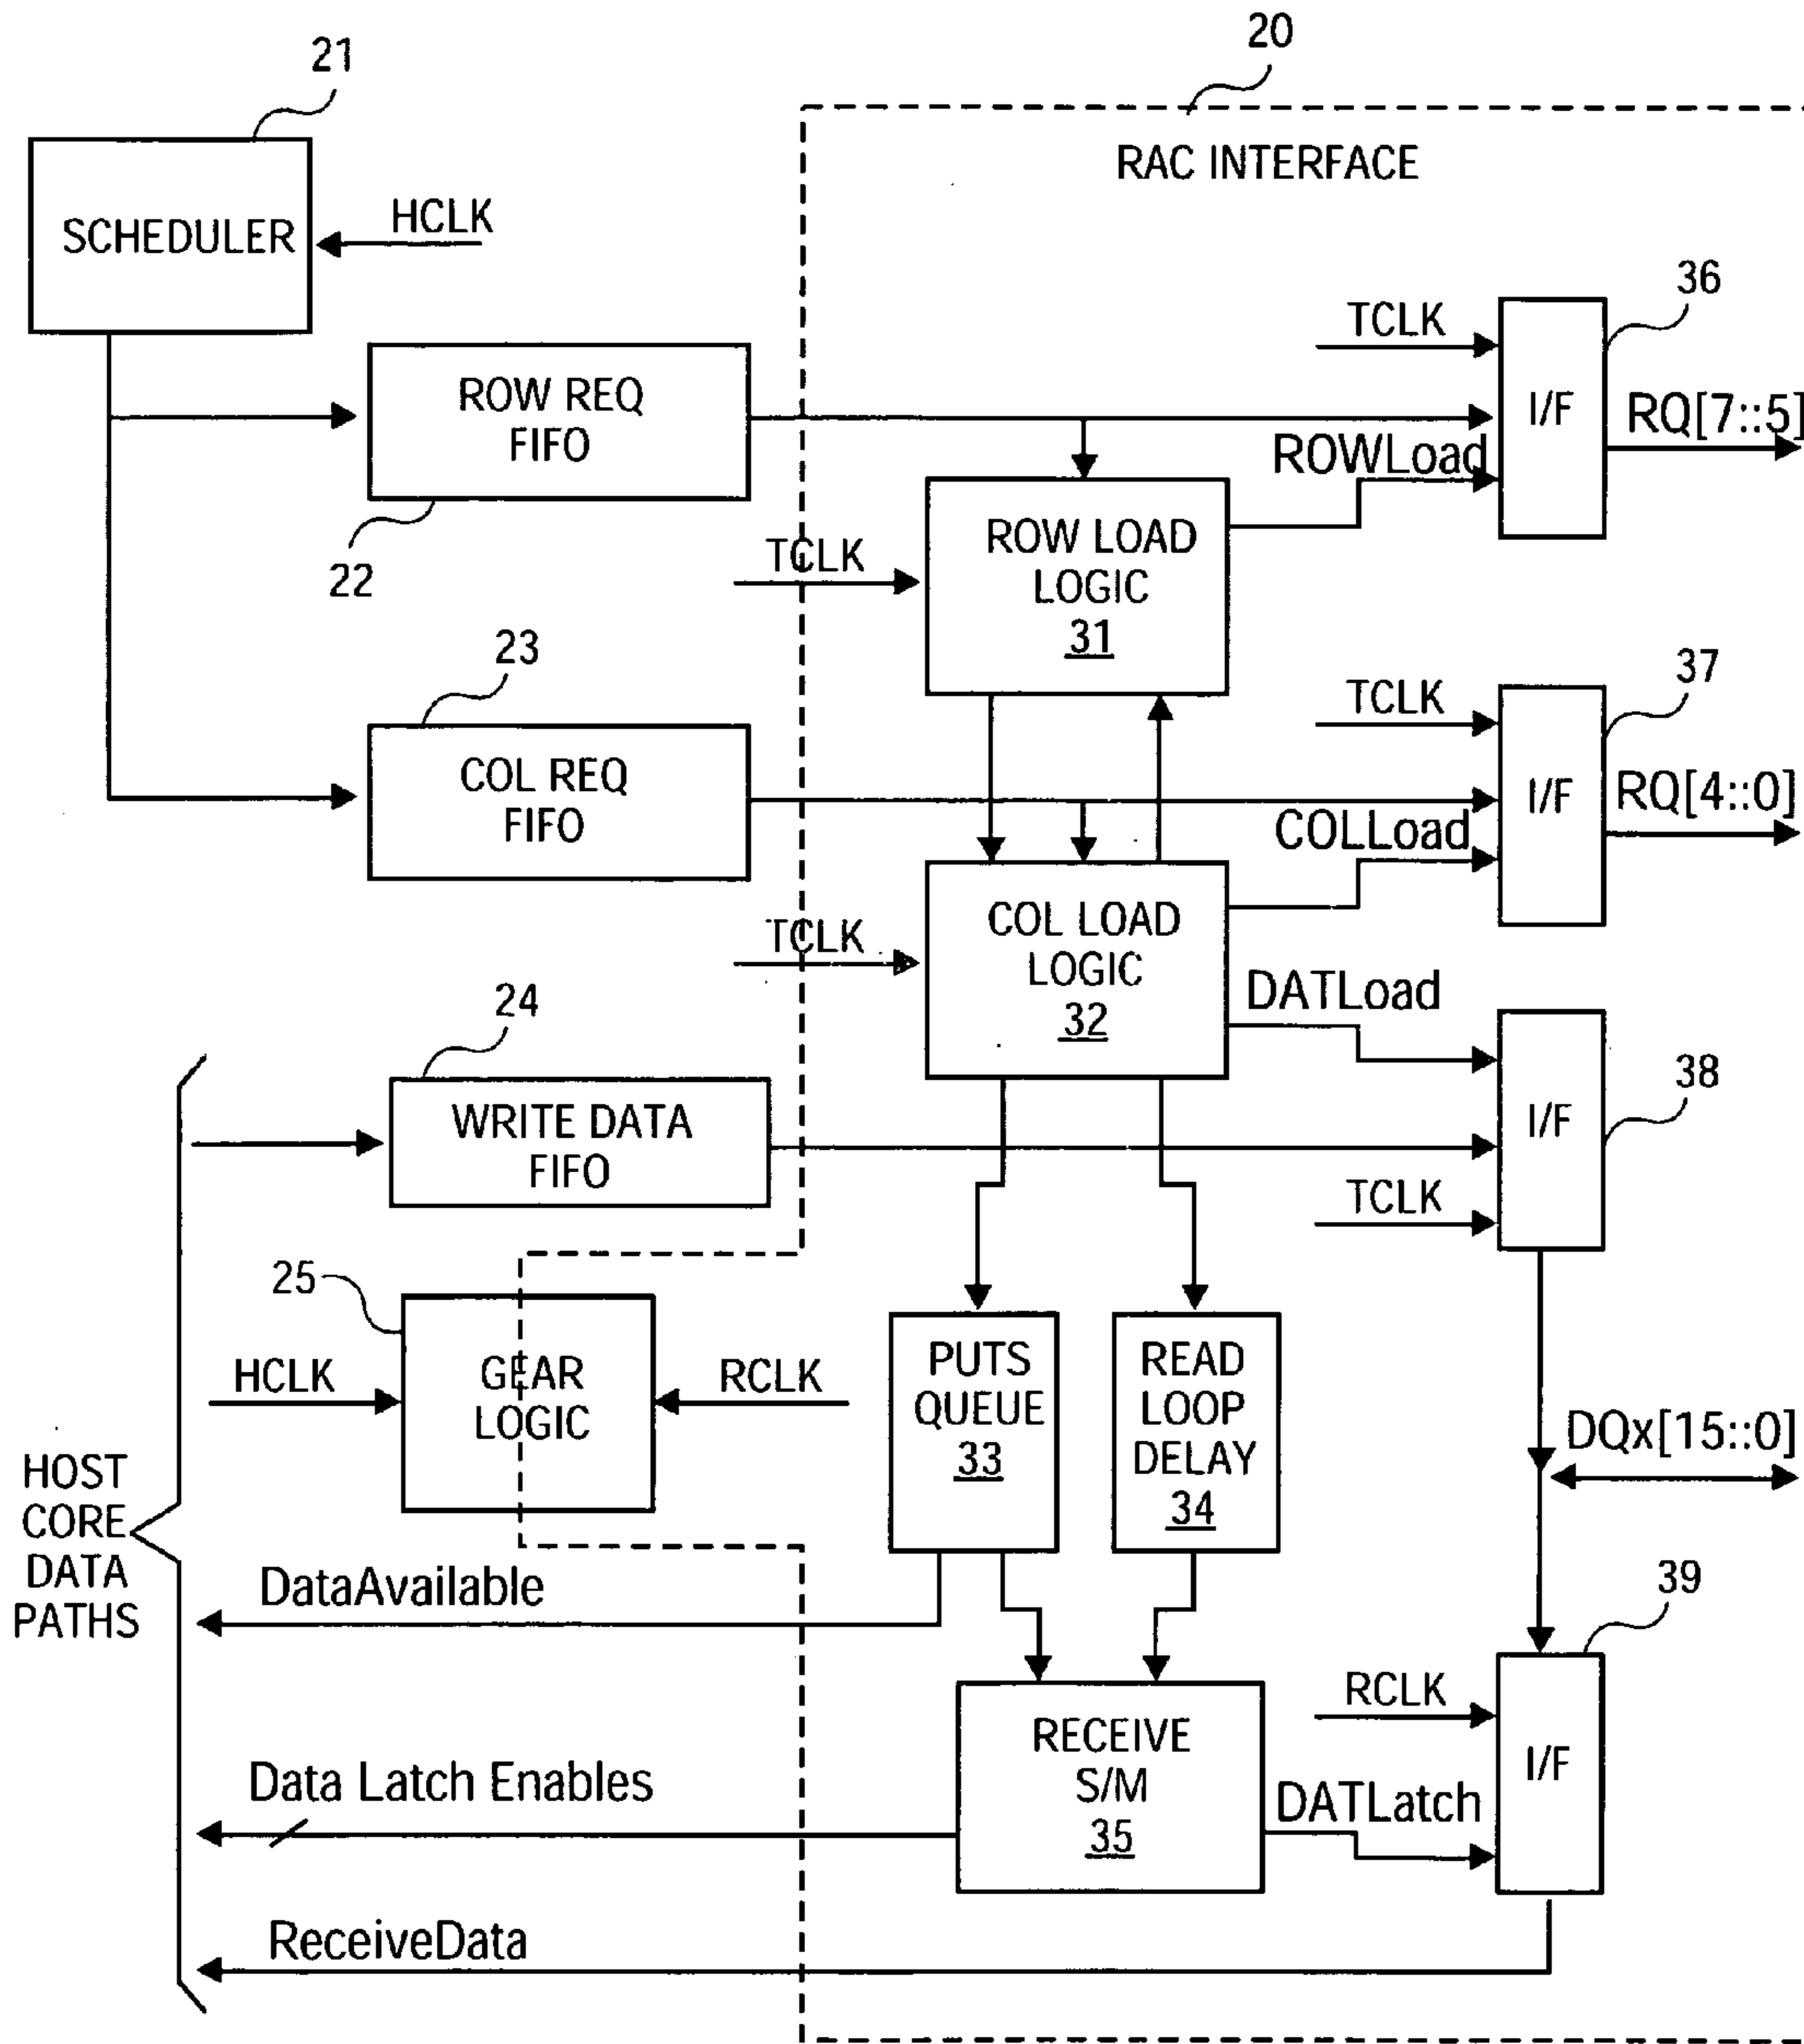 20
21
RAC INTERFACE
SCHEDULER
HCLK
36
TCLK
ROW REQ
FIFO
I/F
RQ[7::5]
ROWLoad
22
TCLK
ROW LOAD
LOGIC
31
23
37
TCLK
COL REQ
FIFO
I/F
RQ[4::0]
COLLoad
TCLK
COL LOAD
LOGIC
32
DATLoad
24
38
WRITE DATA
FIFO
I/F
TCLK
25
HCLK
GEAR
LOGIC
RCLK
PUTS
QUEUE
33
READ
LOOP
DELAY
34
DQx[15::0]
HOST
CORE
DATA
PATHS
DataAvailable
39
RCLK
RECEIVE
S/M
35
I/F
Data Latch Enables
DATLatch
ReceiveData